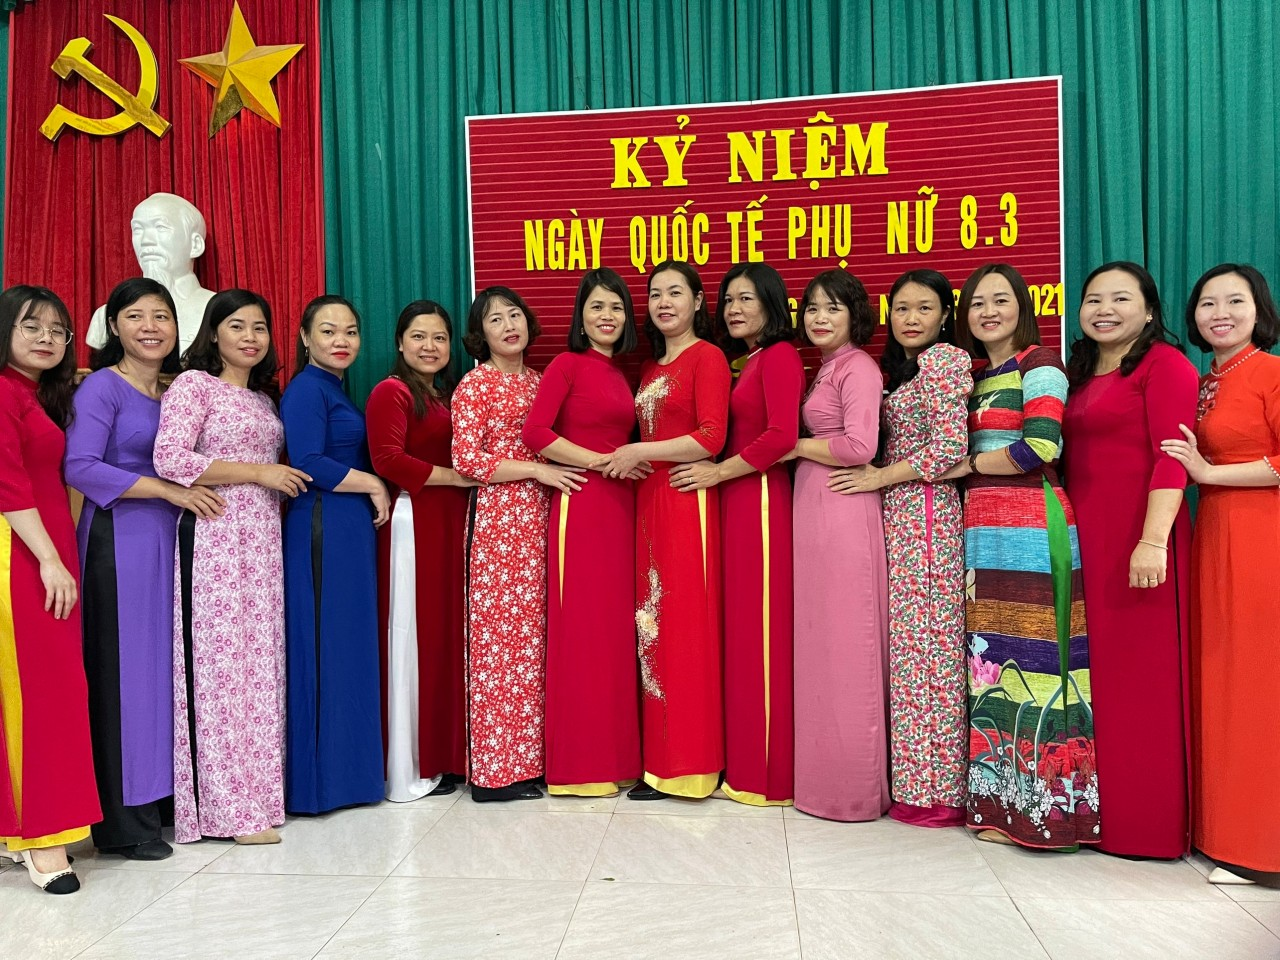 KỶ NIỆM
NGÀY QUỐC TẾ PHỤ NỮ 8.3